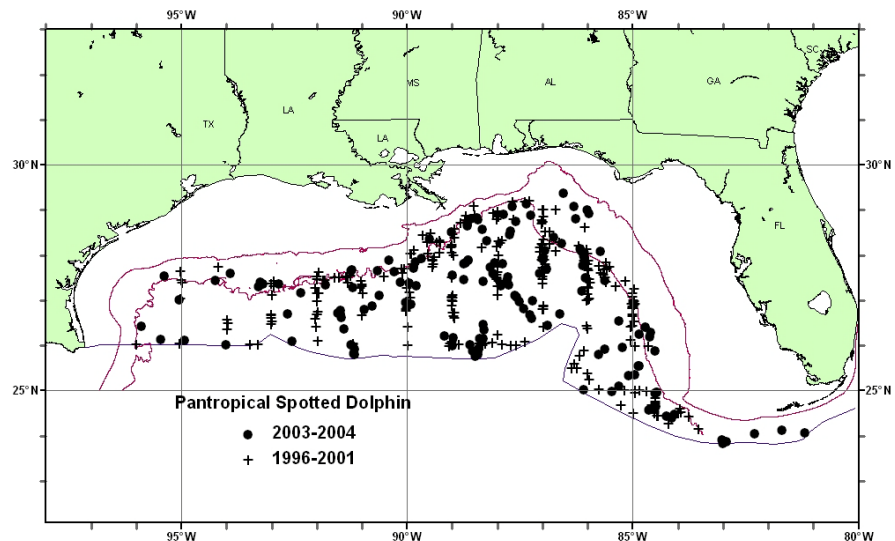 95°W 90°W 85°W 80°W
SC
MS AL GA
LA
TX
LA
30°N 30°N
FL
25°N 25°N
Pantropical Spotted Dolphin
2003-2004
1996-2001
95°W 90°W 85°W 80°W